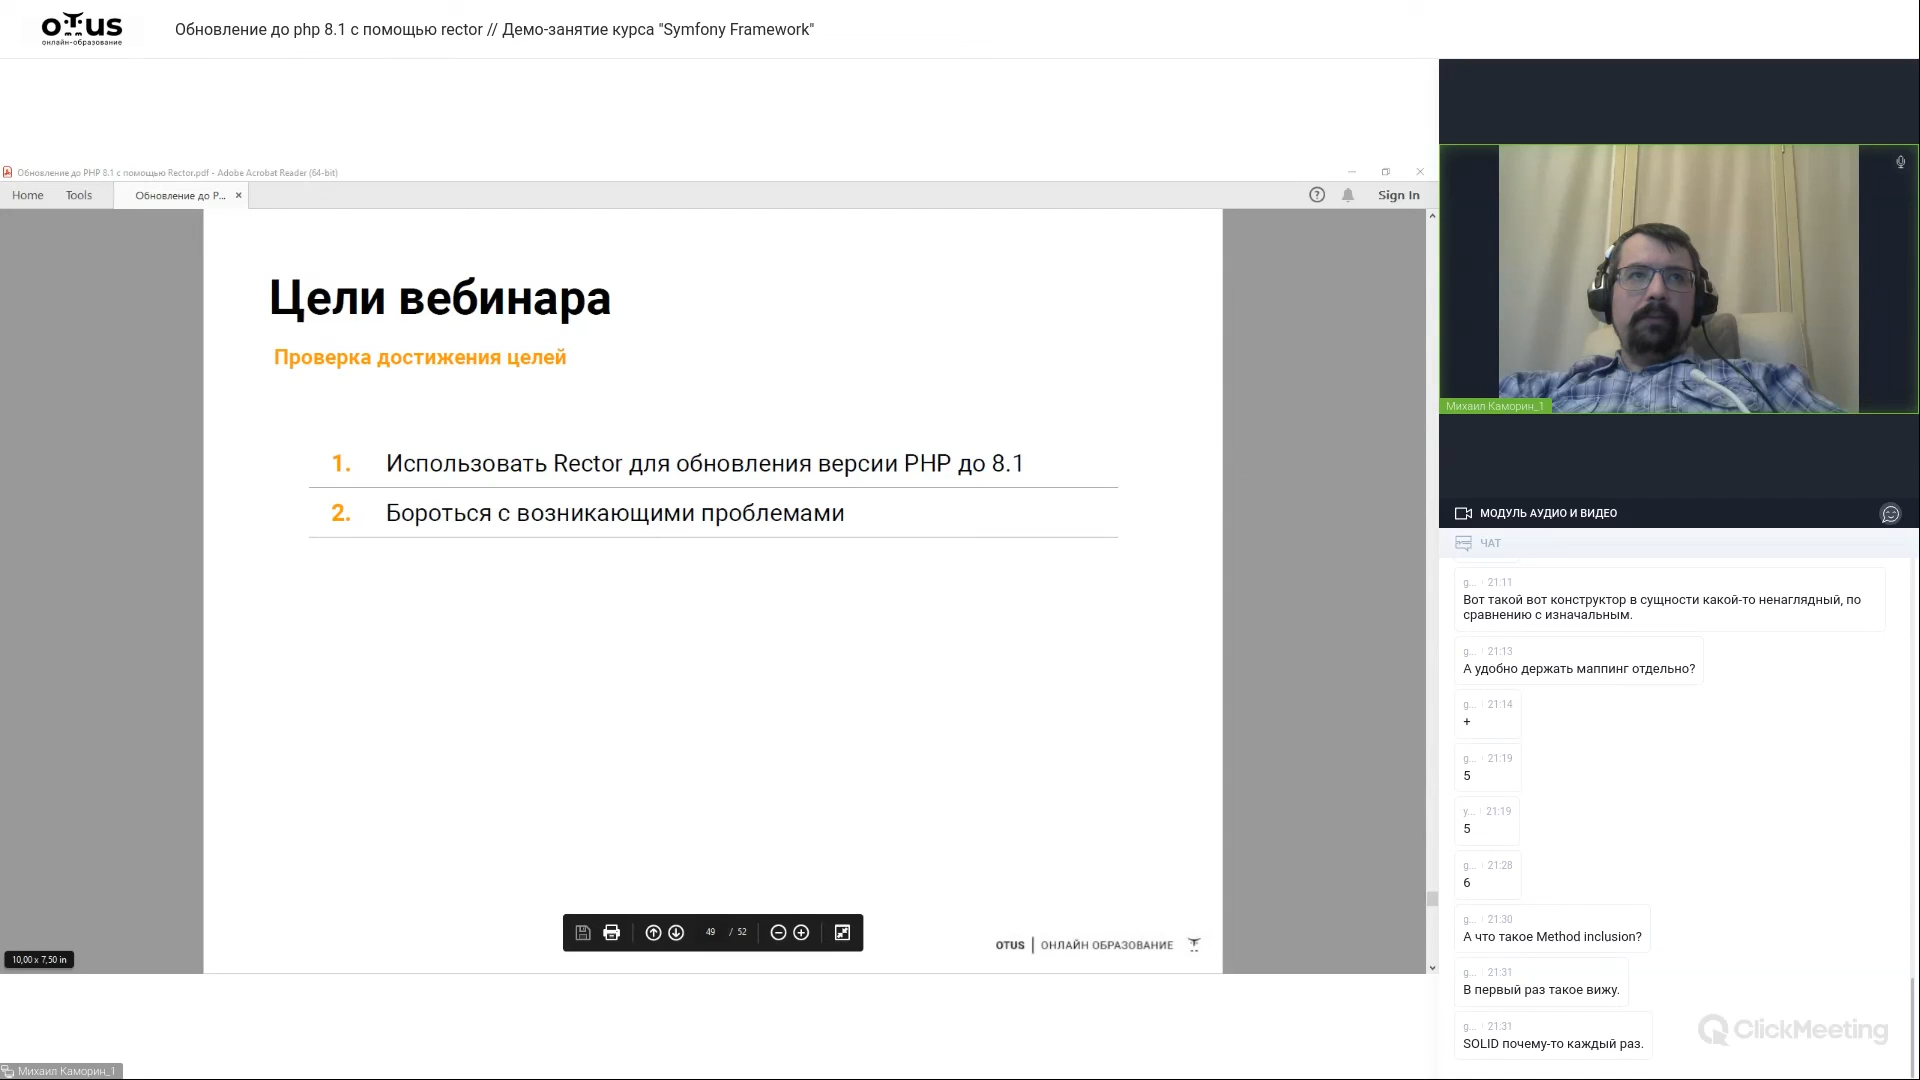 OTUS
онлайн-образование
Обновление до php 8.1 с помощью rector // Демо-занятие курса "Symfony Framework"
Обновление до PHP 8.1 с помощью Rector.pdf - Adobe Acrobat Reader (64-bit)
Home Tools Обновление до P... Sign In
Цели вебинара
Проверка достижения целей
1. Использовать Rector для обновления версии PHP до 8.1
2. Бороться с возникающими проблемами
49 / 52
OTUS | ОНЛАЙН ОБРАЗОВАНИЕ
10,00 x 7,50 in
Михаил Каморин_1
Михаил Каморин_1
МОДУЛЬ АУДИО И ВИДЕО
ЧАТ
g... 21:11
Вот такой вот конструктор в сущности какой-то ненаглядный, по
сравнению с изначальным.
g... 21:13
А удобно держать маппинг отдельно?
g... 21:14
+
g... 21:19
5
y... 21:19
5
g... 21:28
6
g... 21:30
А что такое Method inclusion?
g... 21:31
В первый раз такое вижу.
g... 21:31
SOLID почему-то каждый раз.
ClickMeeting